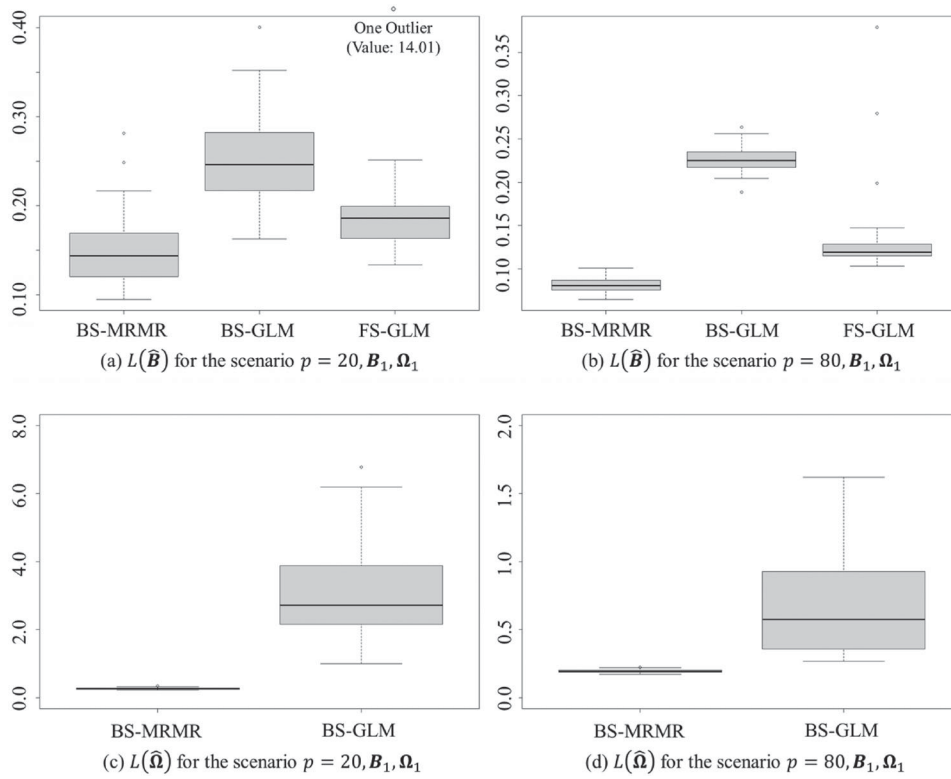 0.40
0.30
0.20
0.10
One Outlier
(Value: 14.01)
BS-MRMR BS-GLM FS-GLM
(a) L(B̂) for the scenario p = 20, B₁, Ω₁
0.35
0.30
0.25
0.20
0.15
0.10
BS-MRMR BS-GLM FS-GLM
(b) L(B̂) for the scenario p = 80, B₁, Ω₁
8.0
6.0
4.0
2.0
0.0
BS-MRMR BS-GLM
(c) L(Ω̂) for the scenario p = 20, B₁, Ω₁
2.0
1.5
1.0
0.5
0.0
BS-MRMR BS-GLM
(d) L(Ω̂) for the scenario p = 80, B₁, Ω₁